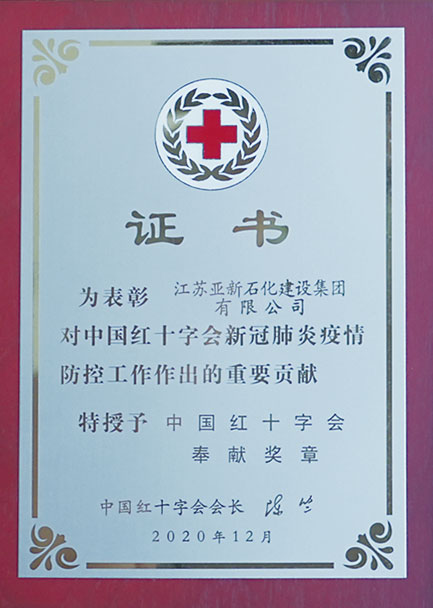 证书
为表彰 江苏亚新石化建设集团
有限公司
对中国红十字会新冠肺炎疫情
防控工作作出的重要贡献
特授予 中国红十字会
奉献奖章
中国红十字会会长 陈竺
2020年12月